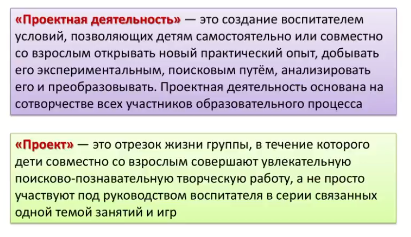 «Проектная деятельность» — это создание воспитателем
условий, позволяющих детям самостоятельно или совместно
со взрослым открывать новый практический опыт, добывать
его экспериментальным, поисковым путём, анализировать
его и преобразовывать. Проектная деятельность основана на
сотворчестве всех участников образовательного процесса
«Проект» — это отрезок жизни группы, в течение которого
дети совместно со взрослым совершают увлекательную
поисково-познавательную творческую работу, а не просто
участвуют под руководством воспитателя в серии связанных
одной темой занятий и игр